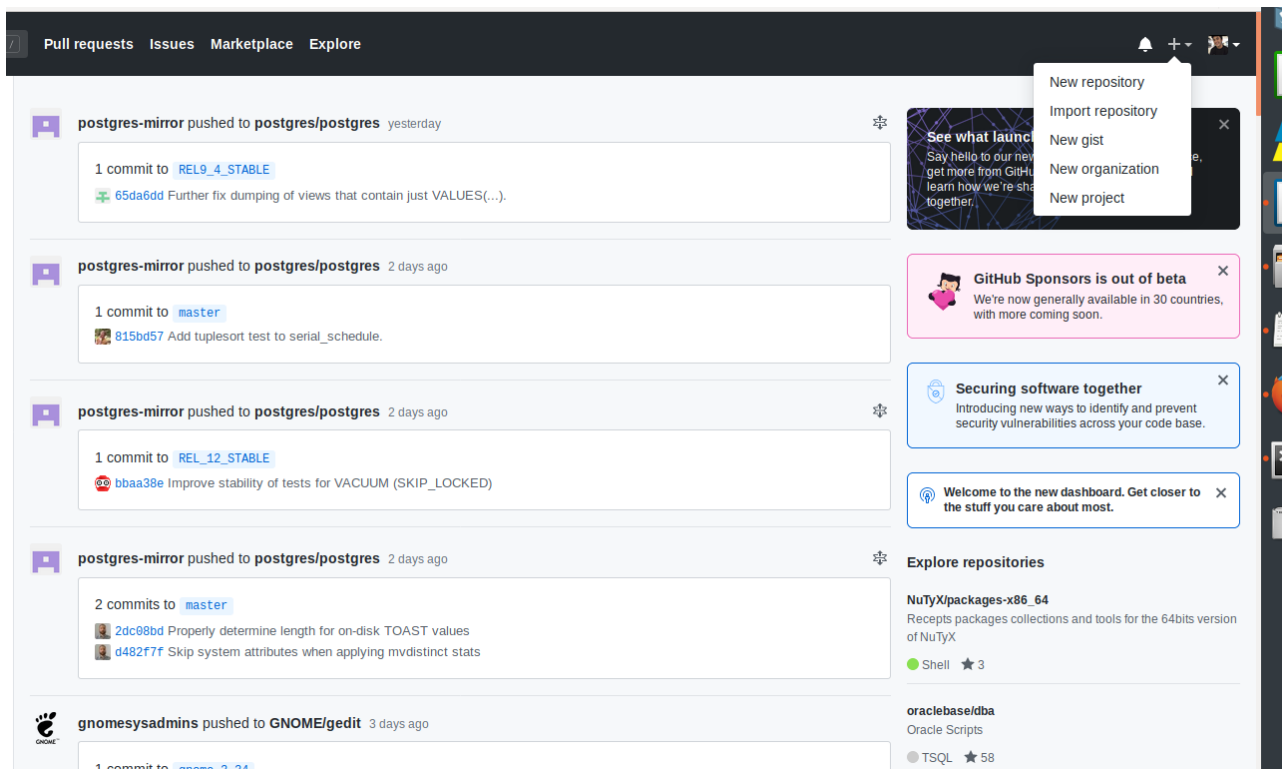 /
Pull requests Issues Marketplace Explore
New repository
Import repository
New gist
New organization
New project
postgres-mirror pushed to postgres/postgres yesterday
1 commit to REL9_4_STABLE
65da6dd Further fix dumping of views that contain just VALUES(...).
postgres-mirror pushed to postgres/postgres 2 days ago
1 commit to master
815bd57 Add tuplesort test to serial_schedule.
postgres-mirror pushed to postgres/postgres 2 days ago
1 commit to REL_12_STABLE
bbaa38e Improve stability of tests for VACUUM (SKIP_LOCKED)
postgres-mirror pushed to postgres/postgres 2 days ago
2 commits to master
2dc08bd Properly determine length for on-disk TOAST values
d482f7f Skip system attributes when applying mvdistinct stats
GNOME
gnomesysadmins pushed to GNOME/gedit 3 days ago
1 commit to gnome-3-34
See what
Say hello to our new
get more from
learn how we're
together.
GitHub Sponsors is out of beta
We're now generally available in 30 countries,
with more coming soon.
Securing software together
Introducing new ways to identify and prevent
security vulnerabilities across your code base.
Welcome to the new dashboard. Get closer to
the stuff you care about most.
Explore repositories
NuTyX/packages-x86_64
Recepts packages collections and tools for the 64bits version
of NuTyX
Shell 3
oraclebase/dba
Oracle Scripts
TSQL 58